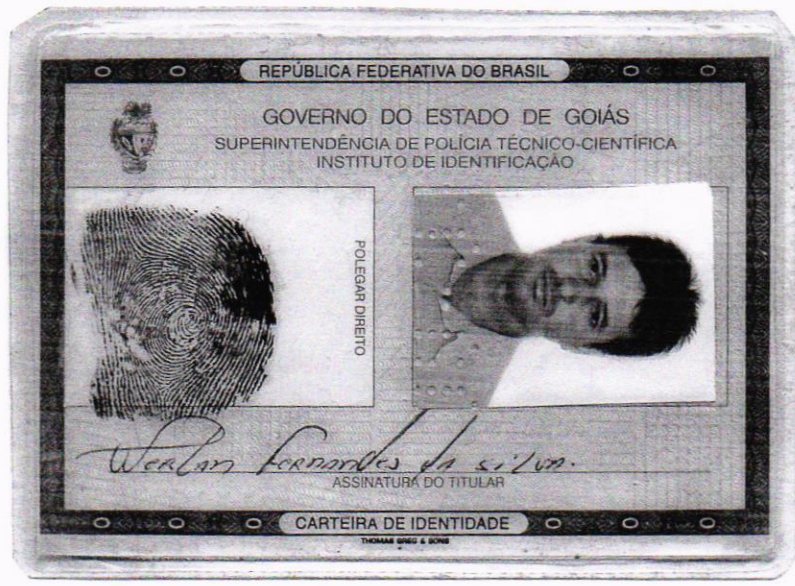 REPÚBLICA FEDERATIVA DO BRASIL
GOVERNO DO ESTADO DE GOIÁS
SUPERINTENDÊNCIA DE POLÍCIA TÉCNICO-CIENTÍFICA
INSTITUTO DE IDENTIFICAÇÃO
POLEGAR DIREITO
Werlan Fernandes da silva.
ASSINATURA DO TITULAR
CARTEIRA DE IDENTIDADE
THOMAS GREG & SONS